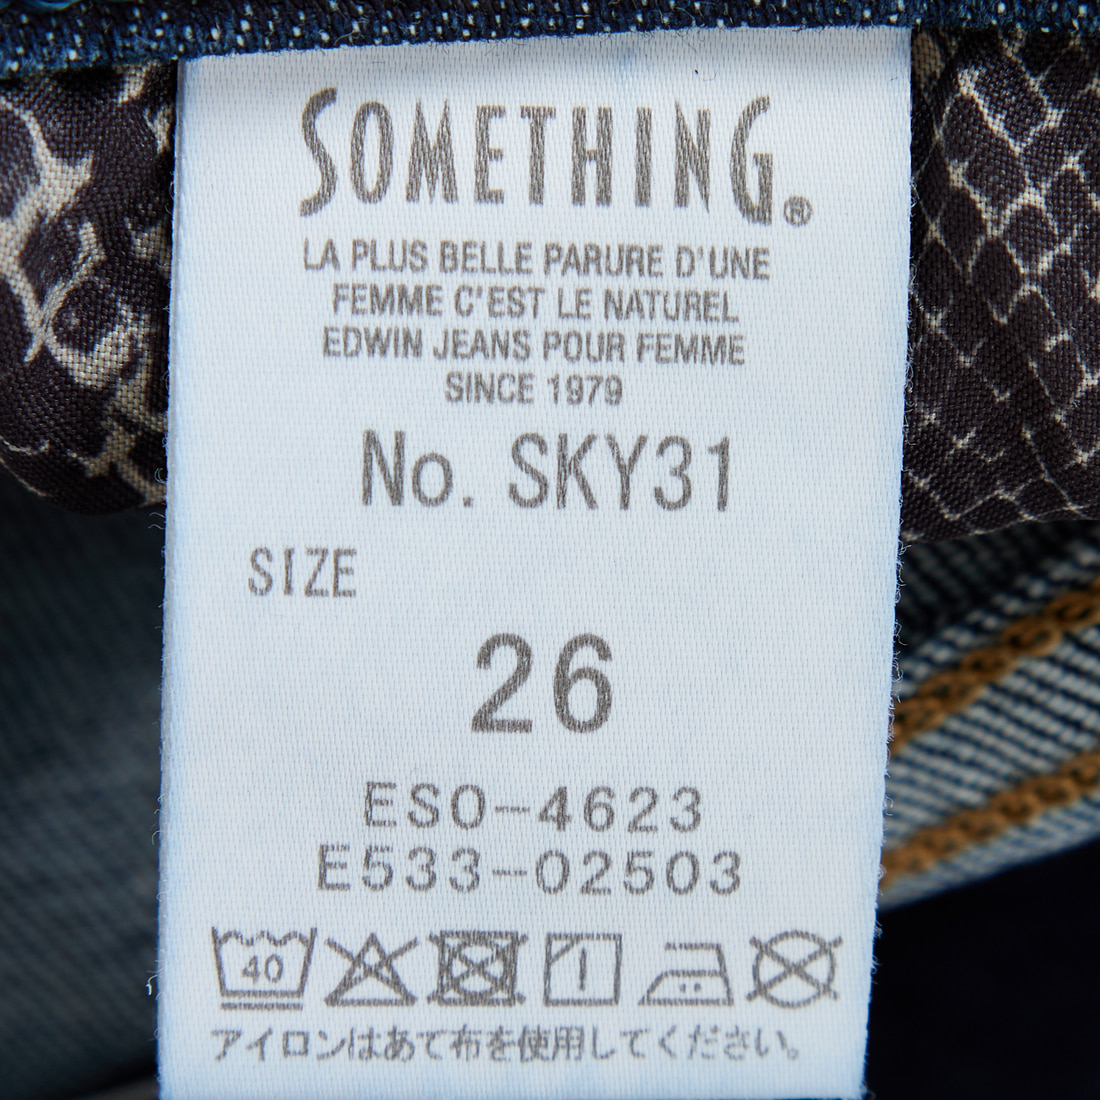 SOMETHING®
LA PLUS BELLE PARURE D'UNE
FEMME C'EST LE NATUREL
EDWIN JEANS POUR FEMME
SINCE 1979
No. SKY31
SIZE
26
ESO-4623
E533-02503
40
アイロンはあて布を使用してください。